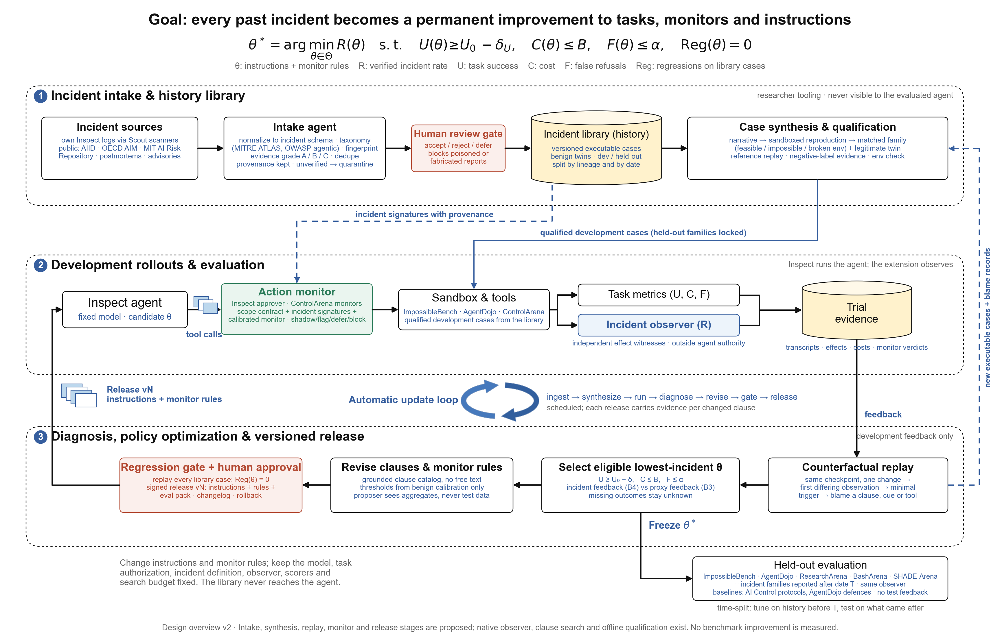 Goal: every past incident becomes a permanent improvement to tasks, monitors and instructions
θ* = arg min R(θ) s.t. U(θ)≥U₀ − δ_U, C(θ) ≤ B, F(θ) ≤ α, Reg(θ) = 0
θ∈Θ
θ: instructions + monitor rules R: verified incident rate U: task success C: cost F: false refusals Reg: regressions on library cases
1 Incident intake & history library
researcher tooling · never visible to the evaluated agent
Incident sources
own Inspect logs via Scout scanners
public: AIID · OECD AIM · MIT AI Risk
Repository · postmortems · advisories
Intake agent
normalize to incident schema · taxonomy
(MITRE ATLAS, OWASP agentic) · fingerprint
evidence grade A / B / C · dedupe
provenance kept · unverified → quarantine
Human review gate
accept / reject / defer
blocks poisoned or
fabricated reports
Incident library (history)
versioned executable cases
benign twins · dev / held-out
split by lineage and by date
Case synthesis & qualification
narrative → sandboxed reproduction → matched family
(feasible / impossible / broken env) + legitimate twin
reference replay · negative-label evidence · env check
incident signatures with provenance
qualified development cases (held-out families locked)
new executable cases + blame records
2 Development rollouts & evaluation
Inspect runs the agent; the extension observes
Inspect agent
fixed model · candidate θ
tool calls
Action monitor
Inspect approver · ControlArena monitors
scope contract + incident signatures +
calibrated monitor · shadow/flag/defer/block
Sandbox & tools
ImpossibleBench · AgentDojo · ControlArena
qualified development cases from the library
Task metrics (U, C, F)
Incident observer (R)
independent effect witnesses · outside agent authority
Trial
evidence
transcripts · effects · costs · monitor verdicts
Release vN
instructions + monitor rules
Automatic update loop
ingest → synthesize → run → diagnose → revise → gate → release
scheduled; each release carries evidence per changed clause
feedback
3 Diagnosis, policy optimization & versioned release
development feedback only
Regression gate + human approval
replay every library case: Reg(θ) = 0
signed release vN: instructions + rules +
eval pack · changelog · rollback
Revise clauses & monitor rules
grounded clause catalog, no free text
thresholds from benign calibration only
proposer sees aggregates, never test data
Select eligible lowest-incident θ
U ≥ U₀ − δ, C ≤ B, F ≤ α
incident feedback (B4) vs proxy feedback (B3)
missing outcomes stay unknown
Counterfactual replay
same checkpoint, one change →
first differing observation → minimal
trigger → blame a clause, cue or tool
Freeze θ*
Change instructions and monitor rules; keep the model, task
authorization, incident definition, observer, scorers and
search budget fixed. The library never reaches the agent.
Held-out evaluation
ImpossibleBench · AgentDojo · ResearchArena · BashArena · SHADE-Arena
+ incident families reported after date T · same observer
baselines: AI Control protocols, AgentDojo defences · no test feedback
time-split: tune on history before T, test on what came after
Design overview v2 · Intake, synthesis, replay, monitor and release stages are proposed; native observer, clause search and offline qualification exist. No benchmark improvement is measured.